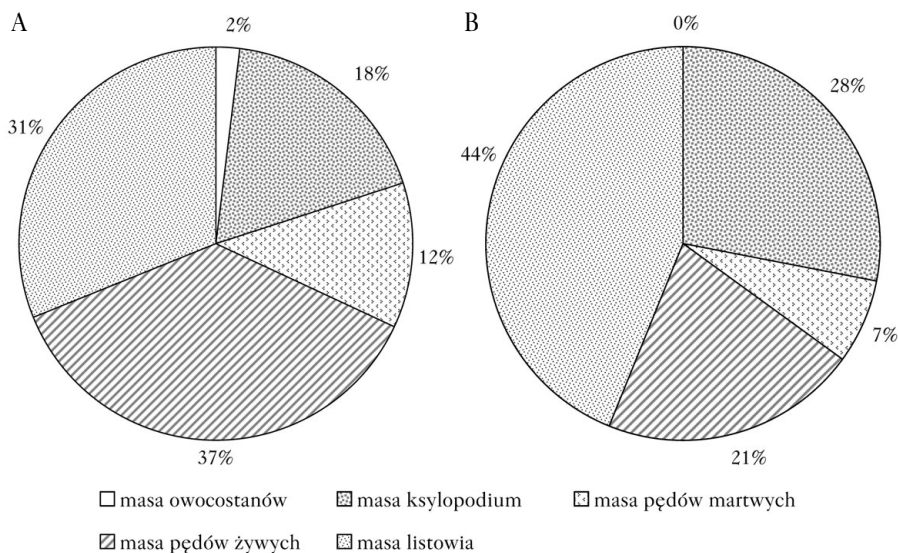 A
B
2%
0%
18%
28%
31%
44%
12%
7%
37%
21%
masa owocostanów masa ksylopodium masa pędów martwych
masa pędów żywych masa listowia